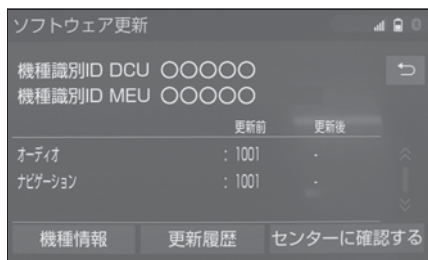 ソフトウェア更新 0
機種識別ID DCU ○○○○○
機種識別ID MEU ○○○○○
更新前 更新後
オーディオ : 1001 -
ナビゲーション : 1001 -
機種情報 更新履歴 センターに確認する